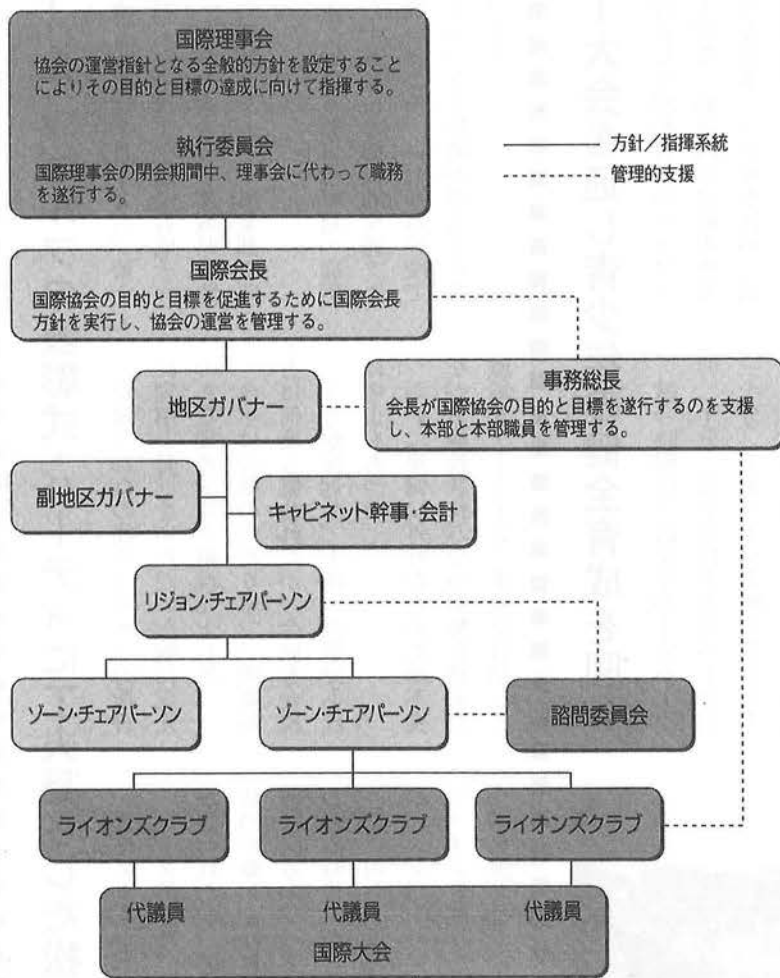 国際理事会
協会の運営指針となる全般的方針を設定すること
によりその目的と目標の達成に向けて指揮する。
執行委員会
国際理事会の閉会期間中、理事会に代わって職務
を遂行する。
方針／指揮系統
管理的支援
国際会長
国際協会の目的と目標を促進するために国際会長
方針を実行し、協会の運営を管理する。
事務総長
会長が国際協会の目的と目標を遂行するのを支援
し、本部と本部職員を管理する。
地区ガバナー
副地区ガバナー
キャビネット幹事・会計
リジョン・チェアパーソン
ゾーン・チェアパーソン
ゾーン・チェアパーソン
諮問委員会
ライオンズクラブ
ライオンズクラブ
ライオンズクラブ
代議員
代議員
代議員
国際大会